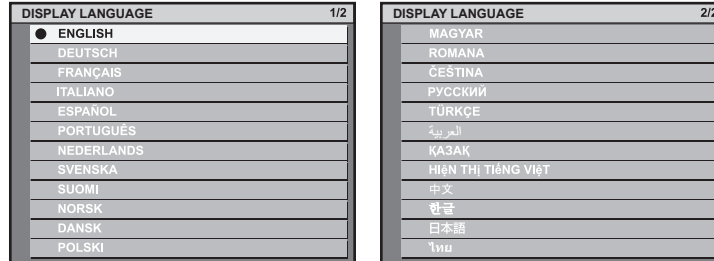 DISPLAY LANGUAGE 1/2
ENGLISH
DEUTSCH
FRANÇAIS
ITALIANO
ESPAÑOL
PORTUGUÊS
NEDERLANDS
SVENSKA
SUOMI
NORSK
DANSK
POLSKI
DISPLAY LANGUAGE 2/2
MAGYAR
ROMANA
ČEŠTINA
РУССКИЙ
TÜRKÇE
العربية
ҚАЗАҚ
HIệN THị TIếNG VIệT
中文
한글
日本語
ไทย